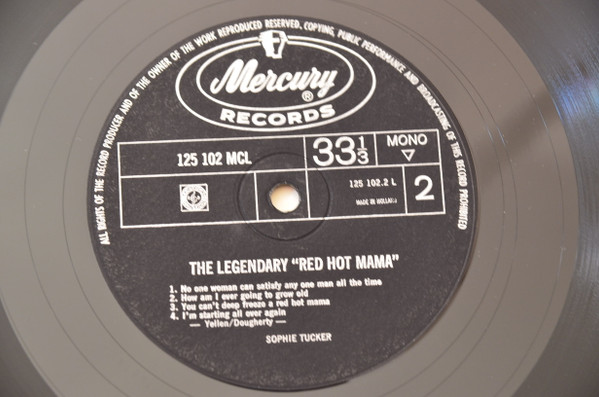 ALL RIGHTS OF THE RECORD PRODUCER AND OF THE OWNER OF THE WORK REPRODUCED RESERVED. COPYING, PUBLIC PERFORMANCE AND BROADCASTING OF THIS RECORD PROHIBITED
Mercury ®
RECORDS
125 102 MCL
33 1/3
MONO
125 102.2 L
MADE IN HOLLAND
2
THE LEGENDARY "RED HOT MAMA"
1. No one woman can satisfy any one man all the time
2. How am I ever going to grow old
3. You can't deep freeze a red hot mama
4. I'm starting all over again
— Yellen/Dougherty —
SOPHIE TUCKER